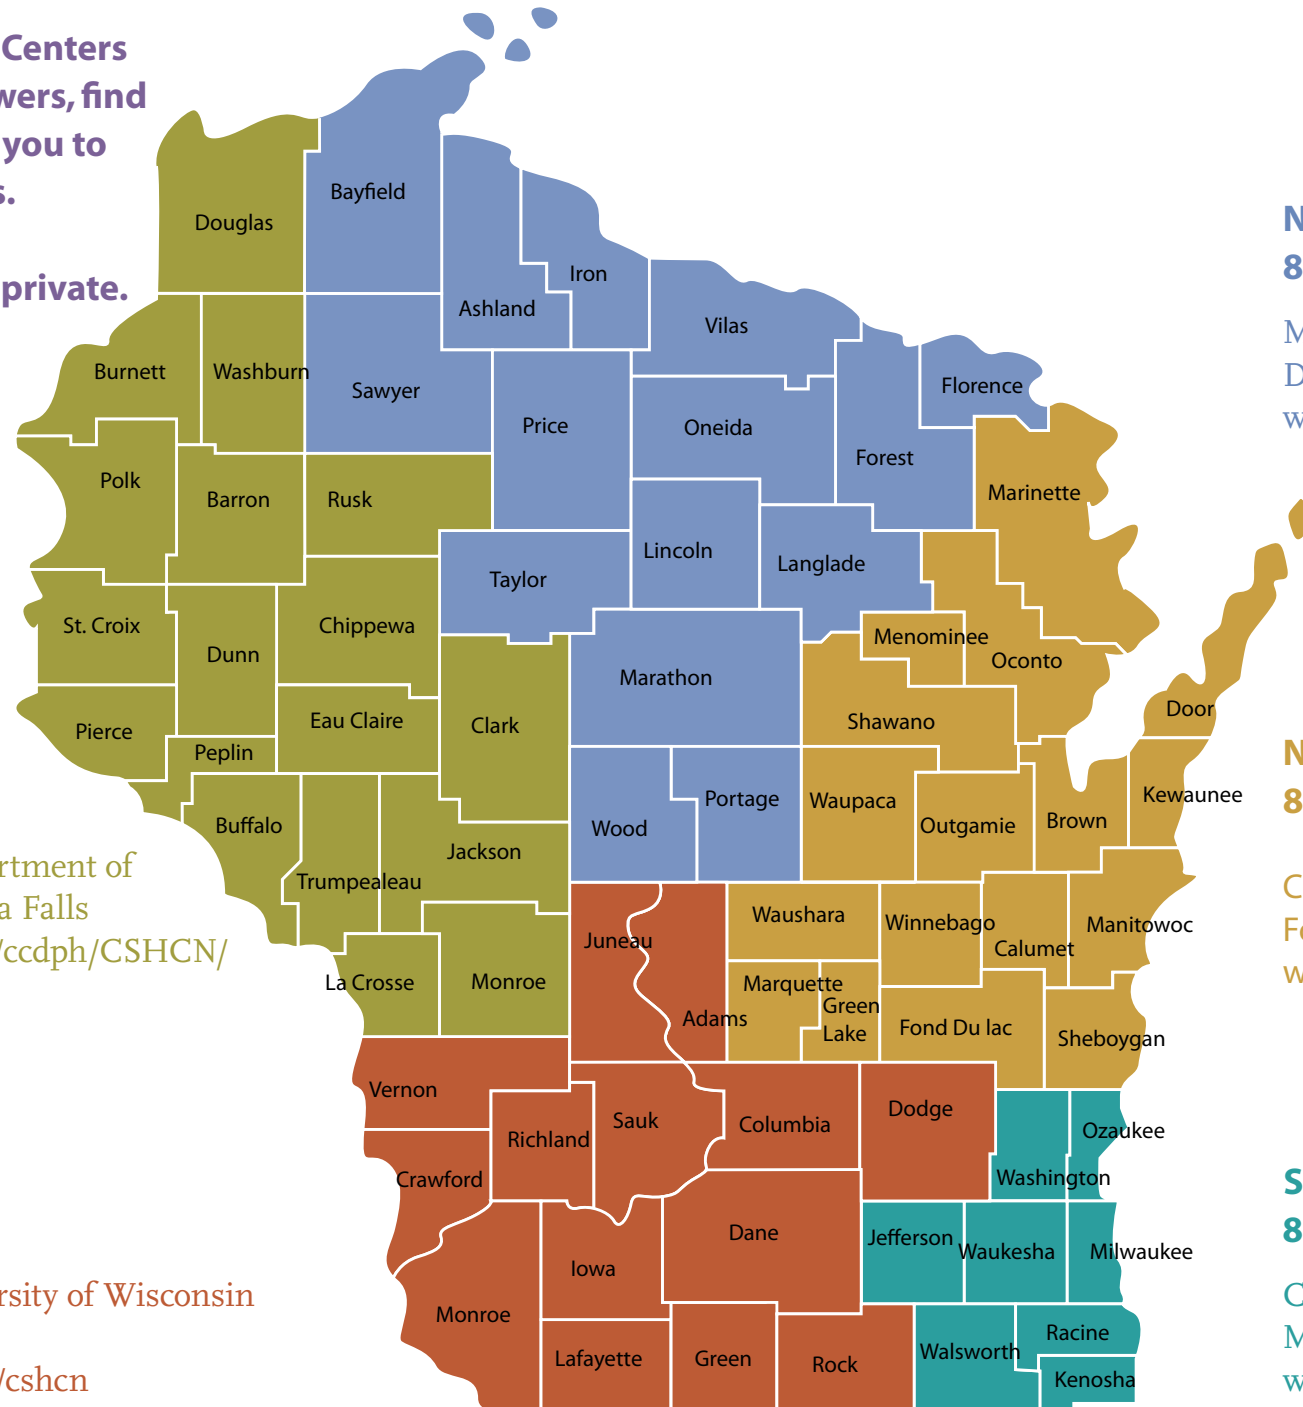 Centers
wers, find
you to
s.
private.
Douglas
Bayfield
Ashland
Iron
Vilas
Burnett
Washburn
Sawyer
Price
Oneida
Florence
Forest
Polk
Barron
Rusk
Marinette
Taylor
Lincoln
Langlade
St. Croix
Dunn
Chippewa
Menominee
Oconto
Marathon
Pierce
Peplin
Eau Claire
Clark
Shawano
Door
Wood
Portage
Waupaca
Outgamie
Brown
Kewaunee
Buffalo
Trumpealeau
Jackson
Juneau
Adams
Waushara
Winnebago
Calumet
Manitowoc
Marquette
Green
Lake
Fond Du lac
Sheboygan
La Crosse
Monroe
Vernon
Richland
Sauk
Columbia
Dodge
Ozaukee
Washington
Crawford
Monroe
Iowa
Dane
Jefferson
Waukesha
Milwaukee
Lafayette
Green
Rock
Walsworth
Racine
Kenosha
rtment of
a Falls
/ccdph/CSHCN/
rsity of Wisconsin
/cshcn
N
8
M
D
w
N
8
C
Fo
w
S
8
C
M
w